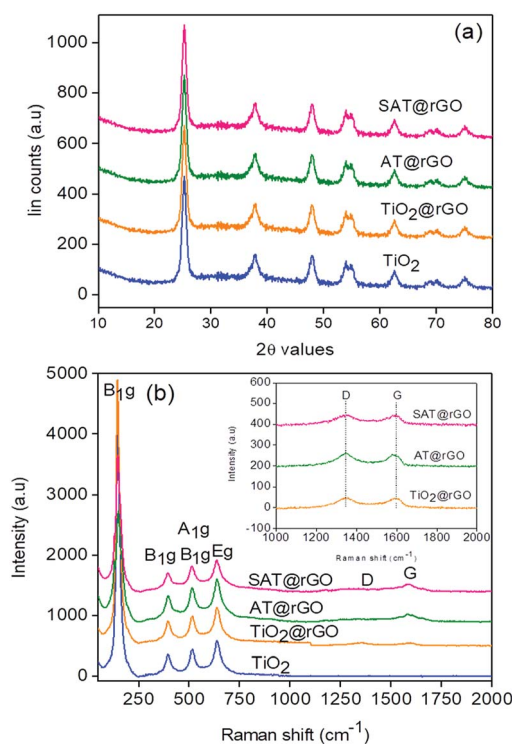 (a)
1000
800
600
400
200
0
lin counts (a.u)
SAT@rGO
AT@rGO
TiO2@rGO
TiO2
10 20 30 40 50 60 70 80
2θ values
(b)
5000
4000
3000
2000
1000
0
Intensity (a.u)
B1g
A1g
B1g B1g Eg
SAT@rGO D G
AT@rGO
TiO2@rGO
TiO2
250 500 750 1000 1250 1500 1750 2000
Raman shift (cm-1)
600
500
400
300
200
100
0
-100
Intensity (a.u)
D G
SAT@rGO
AT@rGO
TiO2@rGO
1000 1200 1400 1600 1800 2000
Raman shift (cm-1)